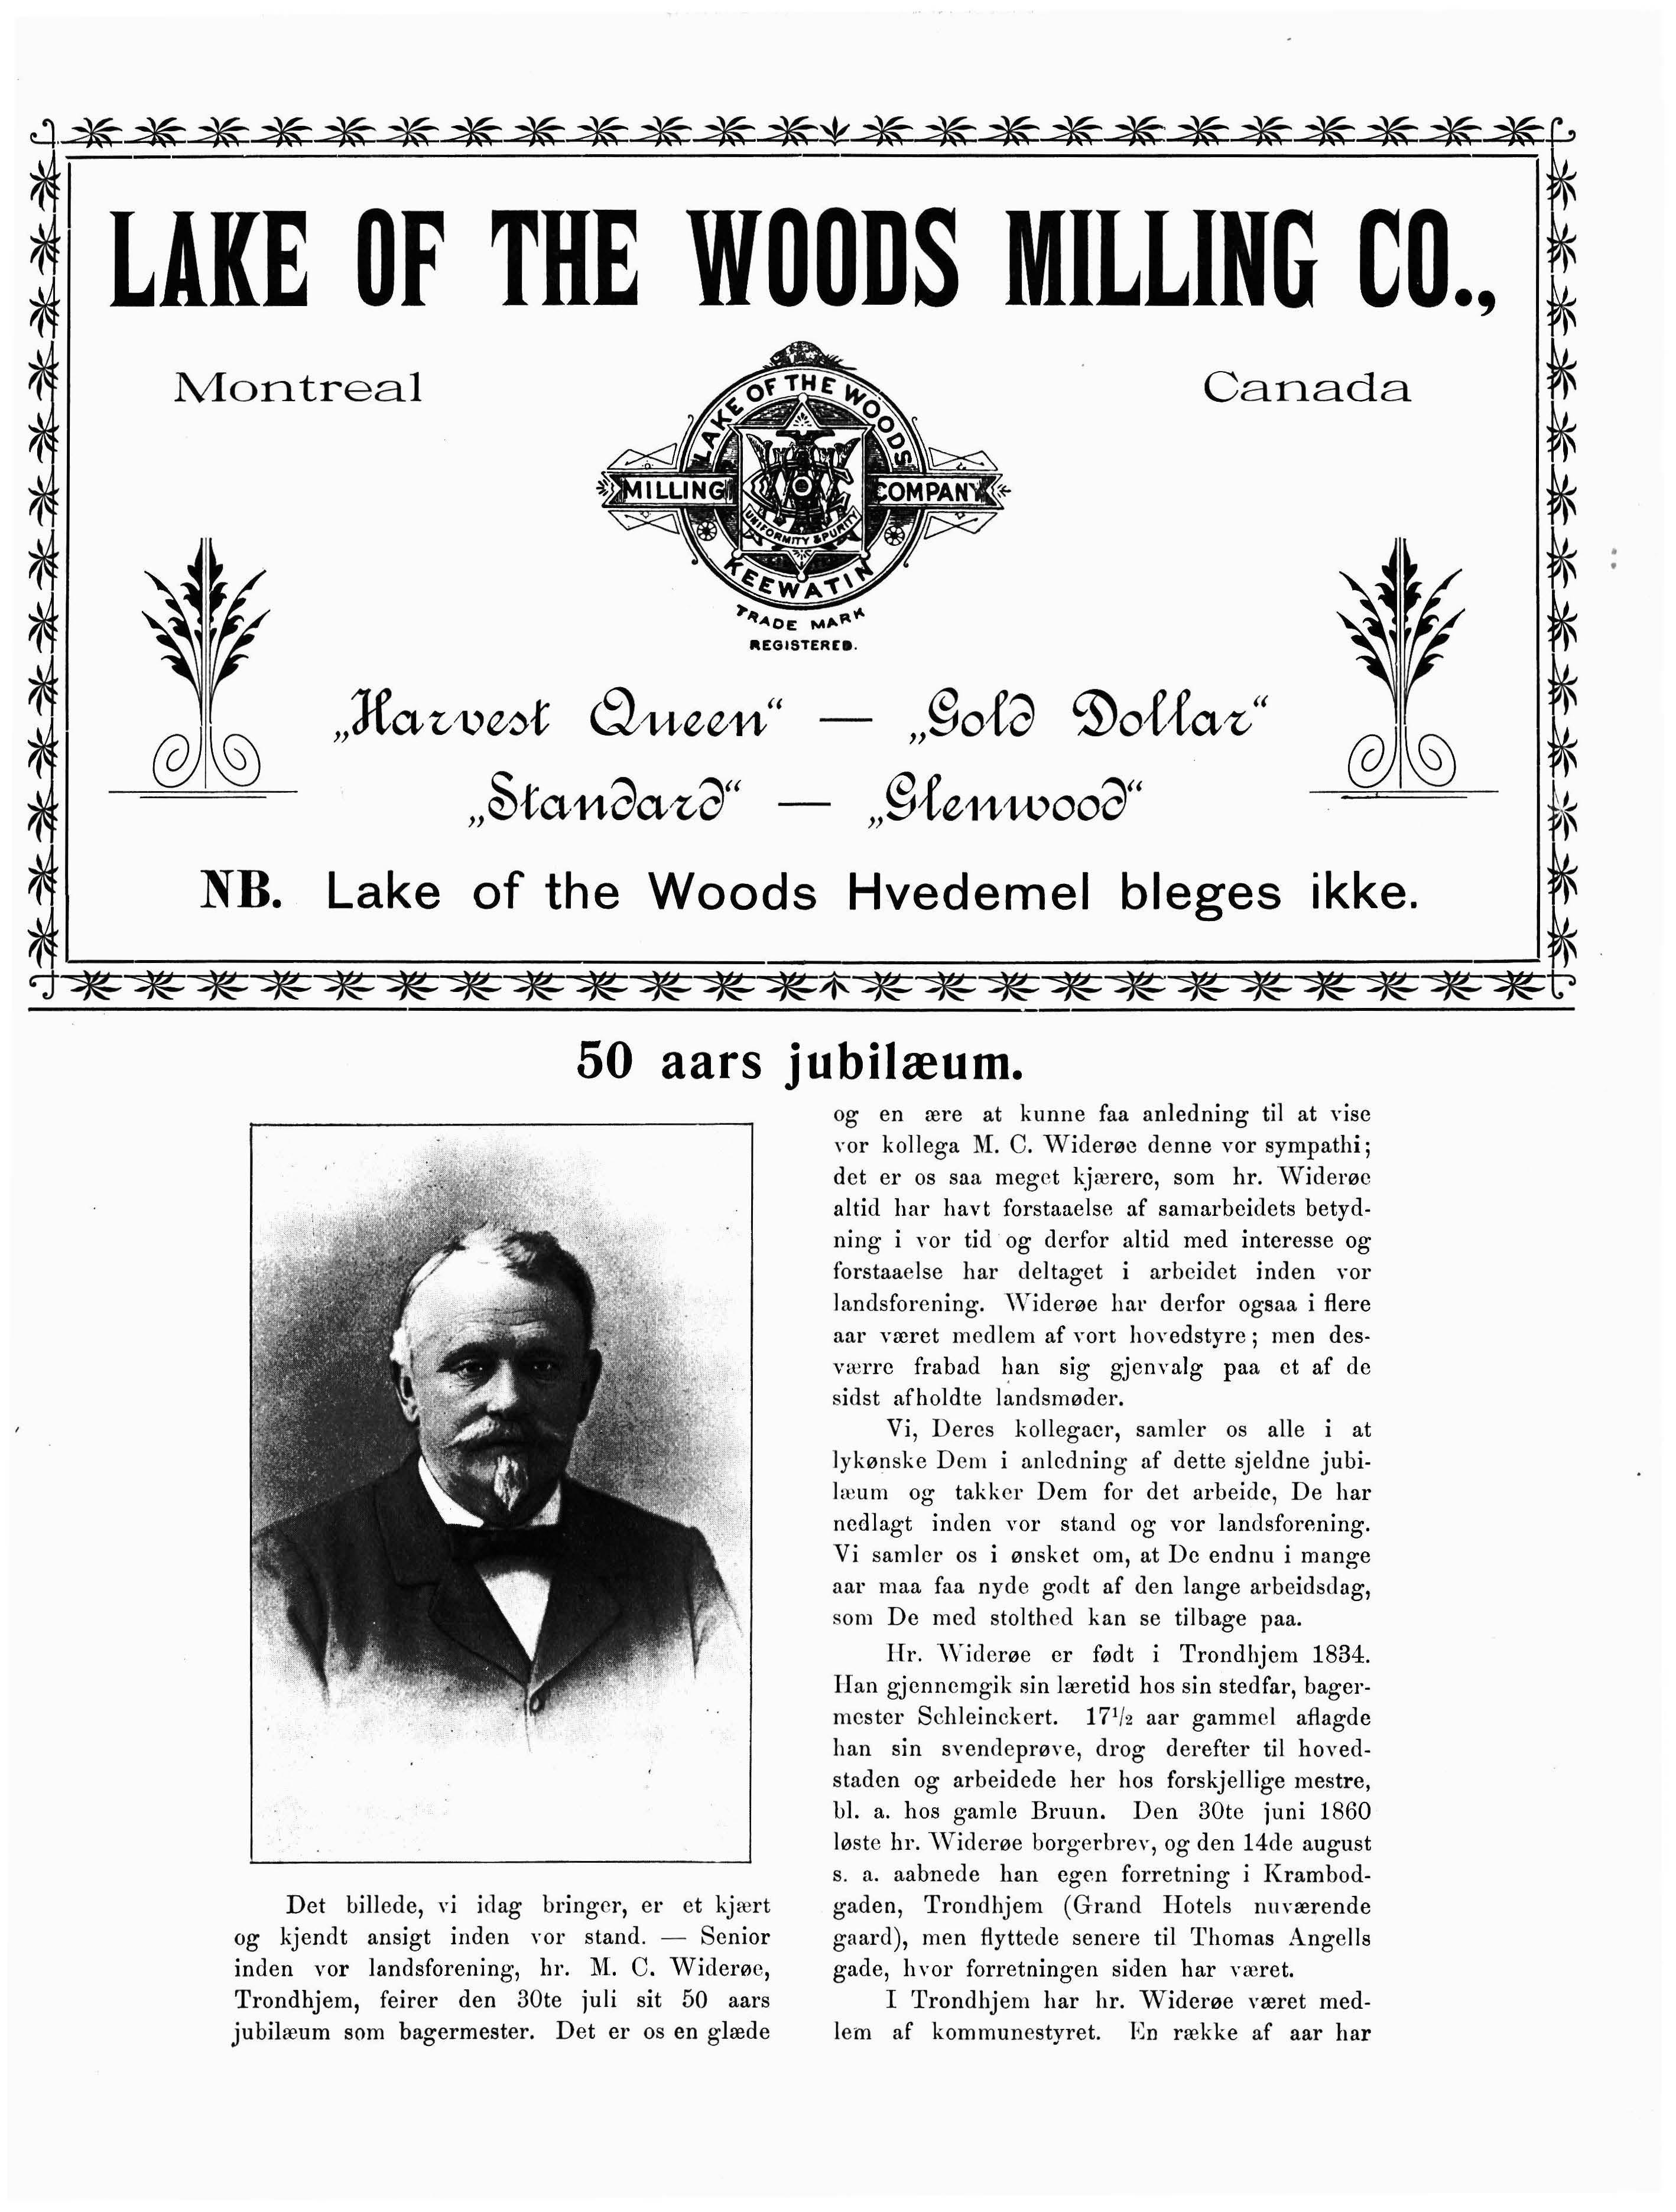 LAKE OF THE WOODS MILLING CO.,
Montreal
Canada
LAKE OF THE WOODS
MILLING COMPANY
UNIFORMITY & PURITY
KEEWATIN
TRADE MARK
REGISTERED.
„Harvest Queen“ — „Gold Dollar“
„Standard“ — „Glenwood“
NB. Lake of the Woods Hvedemel bleges ikke.
50 aars jubilæum.
Det billede, vi idag bringer, er et kjært
og kjendt ansigt inden vor stand. — Senior
inden vor landsforening, hr. M. C. Widerøe,
Trondhjem, feirer den 30te juli sit 50 aars
jubilæum som bagermester. Det er os en glæde
og en ære at kunne faa anledning til at vise
vor kollega M. C. Widerøe denne vor sympathi;
det er os saa meget kjærere, som hr. Widerøe
altid har havt forstaaelse af samarbeidets betyd-
ning i vor tid og derfor altid med interesse og
forstaaelse har deltaget i arbeidet inden vor
landsforening. Widerøe har derfor ogsaa i flere
aar været medlem af vort hovedstyre; men des-
værre frabad han sig gjenvalg paa et af de
sidst afholdte landsmøder.
Vi, Deres kollegaer, samler os alle i at
lykønske Dem i anledning af dette sjeldne jubi-
læum og takker Dem for det arbeide, De har
nedlagt inden vor stand og vor landsforening.
Vi samler os i ønsket om, at De endnu i mange
aar maa faa nyde godt af den lange arbeidsdag,
som De med stolthed kan se tilbage paa.
Hr. Widerøe er født i Trondhjem 1834.
Han gjennemgik sin læretid hos sin stedfar, bager-
mester Schleinckert. 17¹/₂ aar gammel aflagde
han sin svendeprøve, drog derefter til hoved-
staden og arbeidede her hos forskjellige mestre,
bl. a. hos gamle Bruun. Den 30te juni 1860
løste hr. Widerøe borgerbrev, og den 14de august
s. a. aabnede han egen forretning i Krambod-
gaden, Trondhjem (Grand Hotels nuværende
gaard), men flyttede senere til Thomas Angells
gade, hvor forretningen siden har været.
I Trondhjem har hr. Widerøe været med-
lem af kommunestyret. En række af aar har